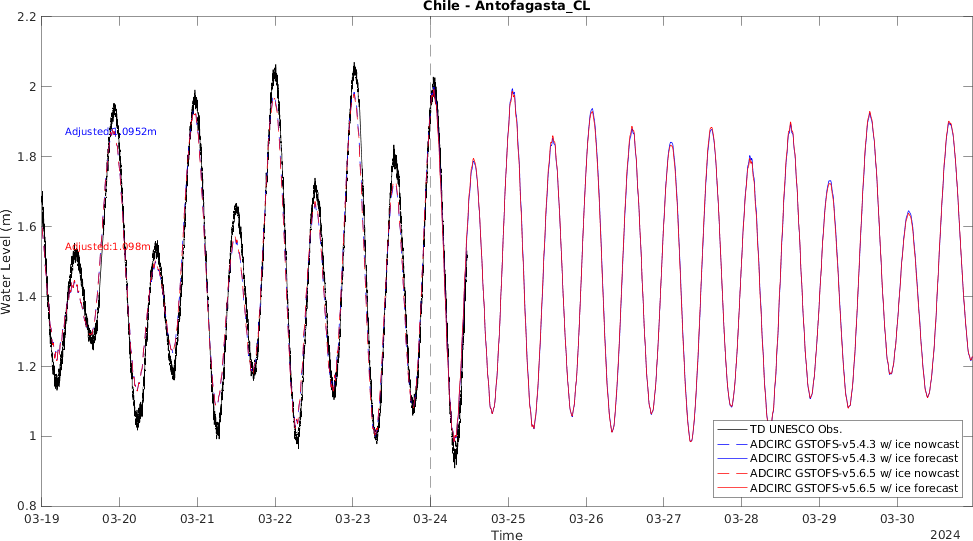 Chile - Antofagasta_CL
Water Level (m)
2.2
2
1.8
1.6
1.4
1.2
1
0.8
Adjusted:1.0952m
Adjusted:1.098m
TD UNESCO Obs.
ADCIRC GSTOFS-v5.4.3 w/ ice nowcast
ADCIRC GSTOFS-v5.4.3 w/ ice forecast
ADCIRC GSTOFS-v5.6.5 w/ ice nowcast
ADCIRC GSTOFS-v5.6.5 w/ ice forecast
03-19 03-20 03-21 03-22 03-23 03-24 03-25 03-26 03-27 03-28 03-29 03-30
Time
2024